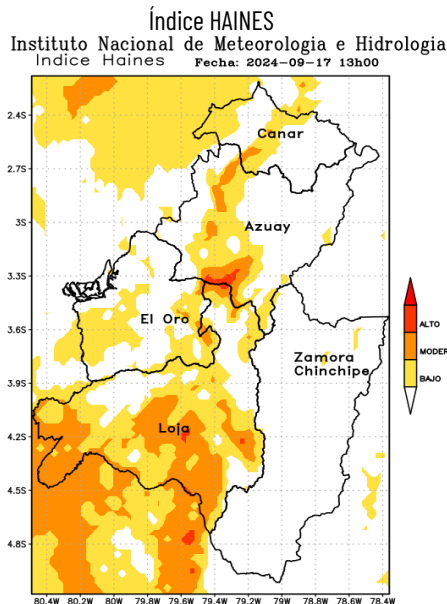 Índice HAINES
Instituto Nacional de Meteorologia e Hidrologia
Indice Haines Fecha: 2024-09-17 13h00
2.4S
Canar
2.7S
3S
Azuay
3.3S
ALTO
El Oro
3.6S
MODER
Zamora
Chinchipe
BAJO
3.9S
Loja
4.2S
4.5S
4.8S
80.4W 80.2W 80W 79.8W 79.6W 79.4W 79.2W 79W 78.8W 78.6W 78.4W